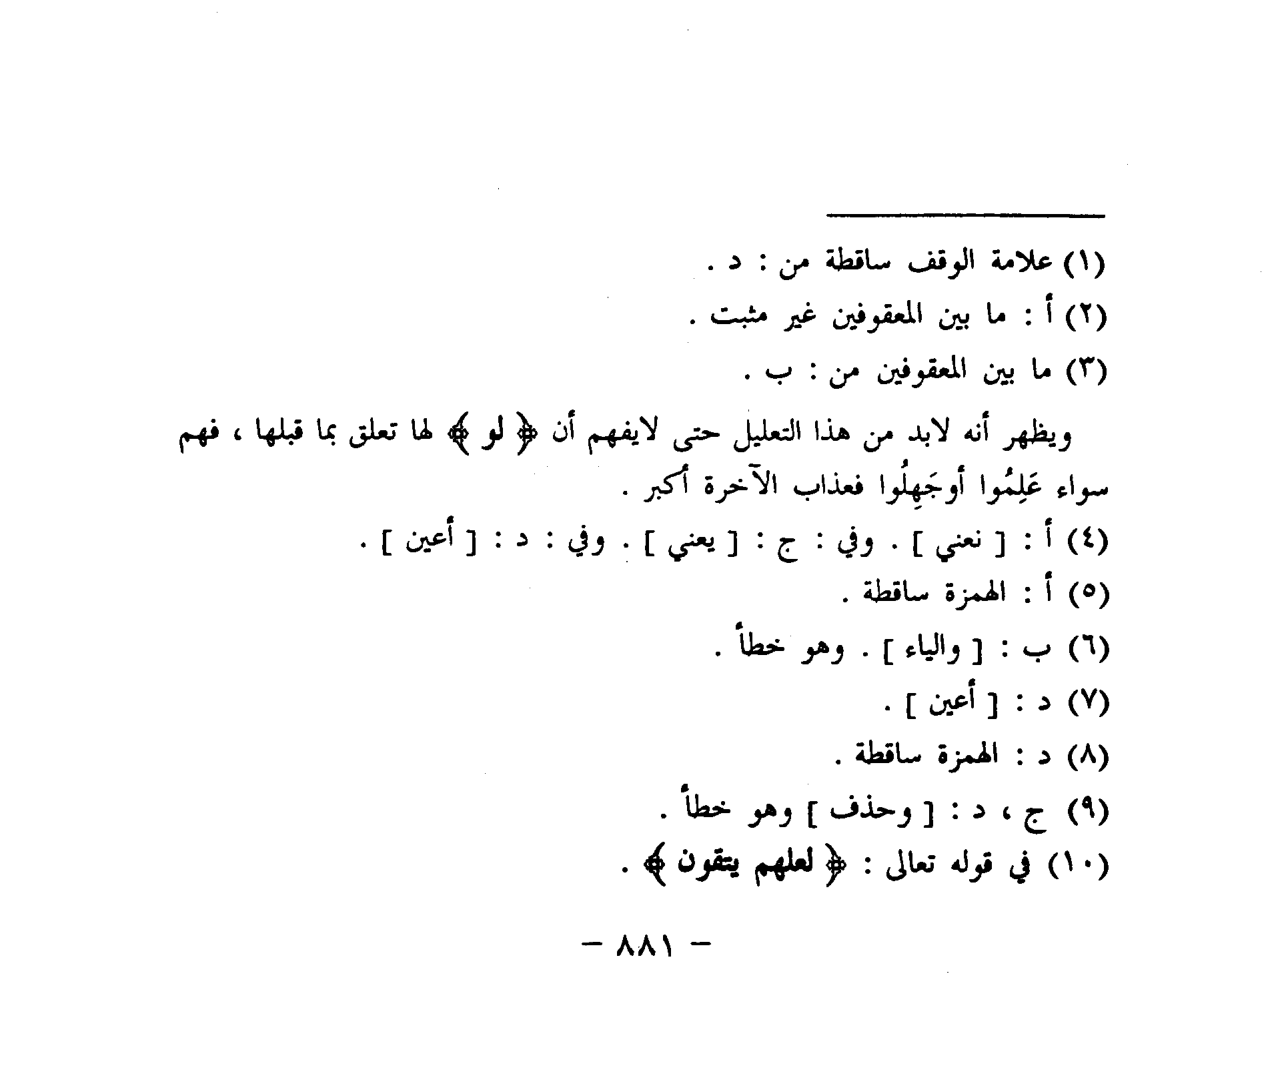 (١) علامة الوقف ساقطة من : د .
(٢) أ : ما بين المعقوفين غير مثبت .
(٣) ما بين المعقوفين من : ب .
ويظهر أنه لابد من هذا التعليل حتى لايفهم أن ﴿ لو ﴾ لها تعلق بما قبلها ، فهم
سواء عَلِمُوا أوجَهِلُوا فعذاب الآخرة أكبر .
(٤) أ : [ نعني ] . وفي : ج : [ يعني ] . وفي : د : [ أعين ] .
(٥) أ : الهمزة ساقطة .
(٦) ب : [ والياء ] . وهو خطأ .
(٧) د : [ أعين ] .
(٨) د : الهمزة ساقطة .
(٩) ج ، د : [ وحذف ] وهو خطأ .
(١٠) في قوله تعالى : ﴿ لعلهم يتقون ﴾ .
– ٨٨١ –